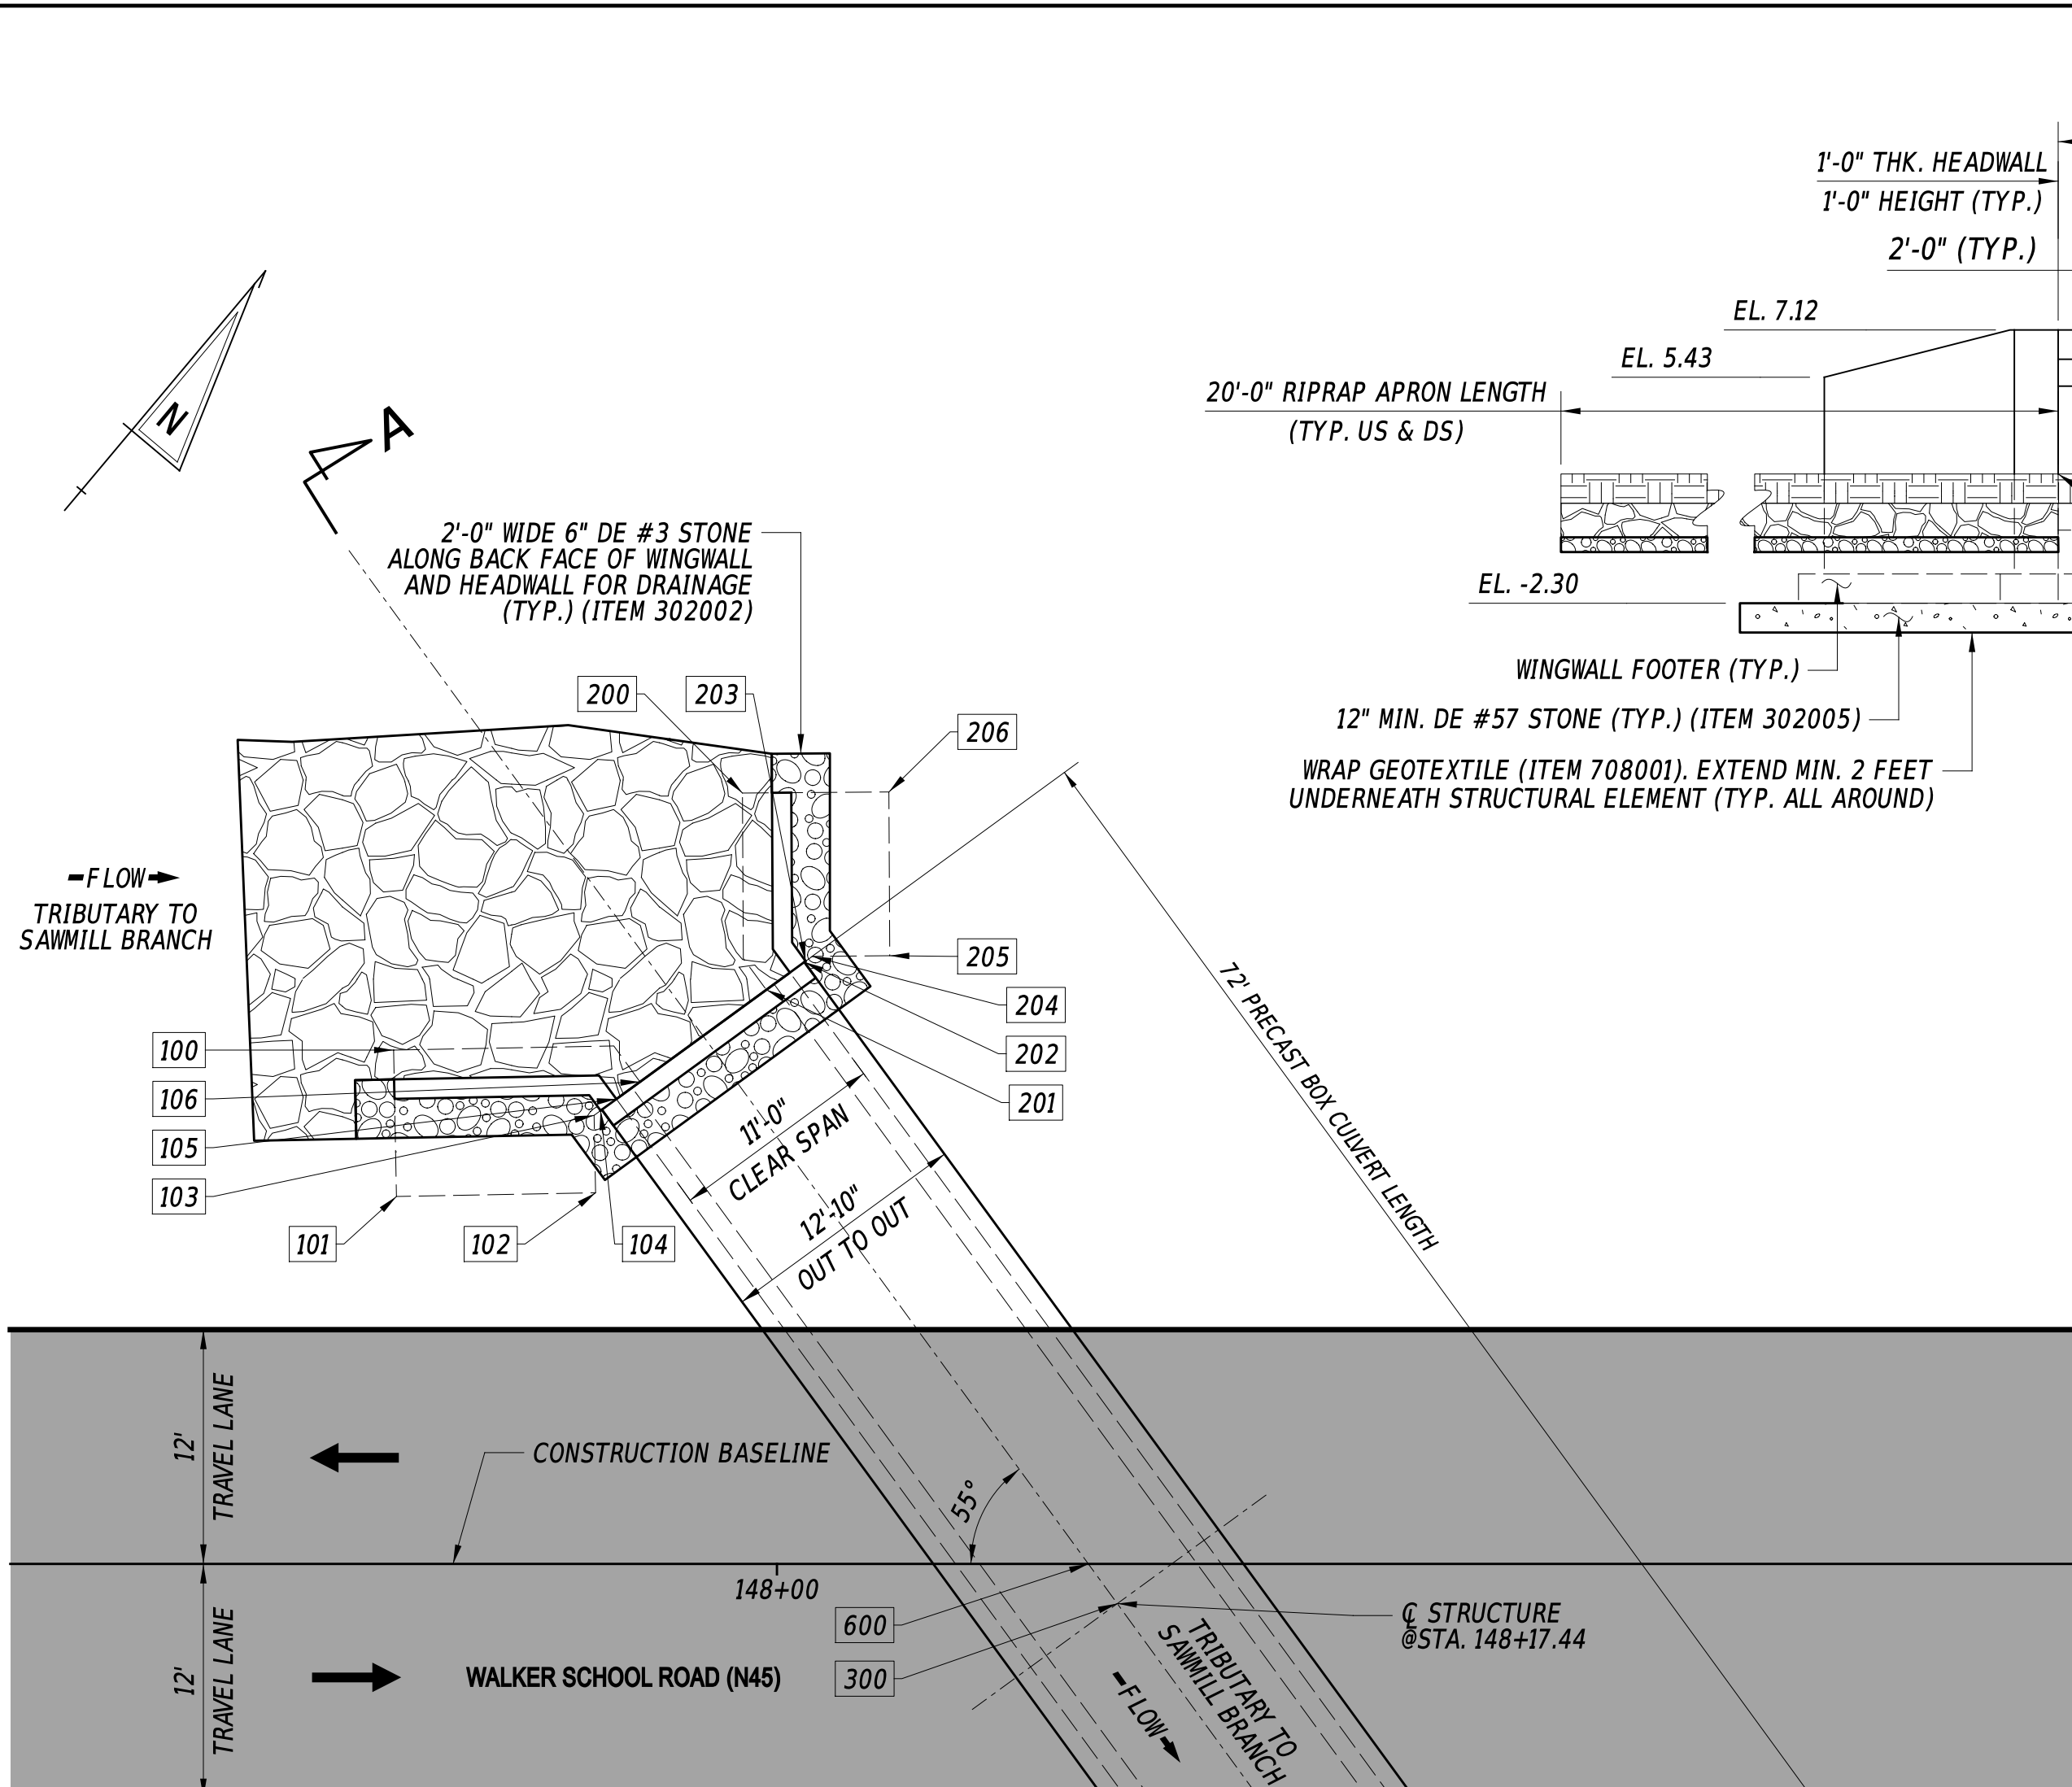 1'-0" THK. HEADWALL
1'-0" HEIGHT (TYP.)
2'-0" (TYP.)
EL. 7.12
EL. 5.43
20'-0" RIPRAP APRON LENGTH
(TYP. US & DS)
EL. -2.30
WINGWALL FOOTER (TYP.)
12" MIN. DE #57 STONE (TYP.) (ITEM 302005)
WRAP GEOTEXTILE (ITEM 708001). EXTEND MIN. 2 FEET
UNDERNEATH STRUCTURAL ELEMENT (TYP. ALL AROUND)
N
A
2'-0" WIDE 6" DE #3 STONE
ALONG BACK FACE OF WINGWALL
AND HEADWALL FOR DRAINAGE
(TYP.) (ITEM 302002)
200
203
206
FLOW
TRIBUTARY TO
SAWMILL BRANCH
205
204
202
201
100
106
105
103
101
102
104
11'-0"
CLEAR SPAN
12'-10"
OUT TO OUT
72' PRECAST BOX CULVERT LENGTH
12'
TRAVEL LANE
CONSTRUCTION BASELINE
55°
148+00
600
300
℄ STRUCTURE
@STA. 148+17.44
12'
TRAVEL LANE
WALKER SCHOOL ROAD (N45)
FLOW
TRIBUTARY TO
SAWMILL BRANCH